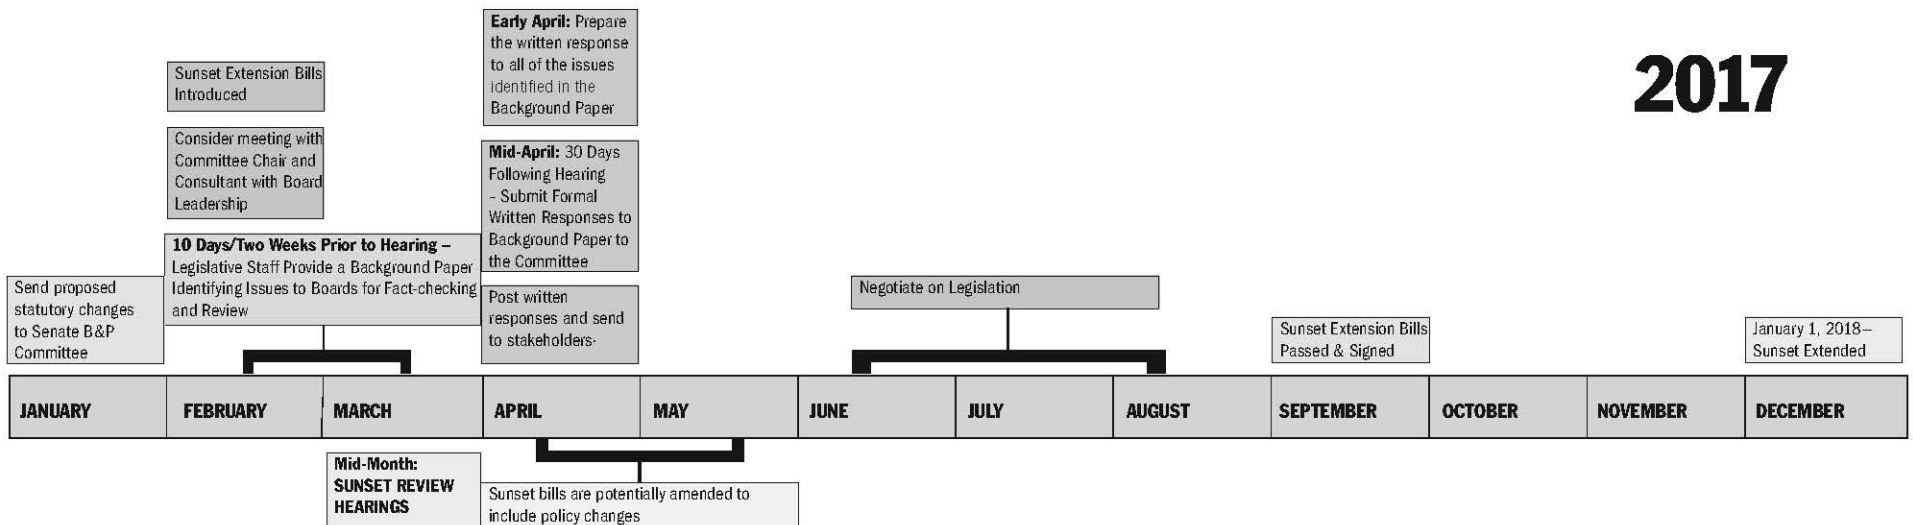 2017
Send proposed
statutory changes
to Senate B&P
Committee
Sunset Extension Bills
Introduced
Consider meeting with
Committee Chair and
Consultant with Board
Leadership
10 Days/Two Weeks Prior to Hearing –
Legislative Staff Provide a Background Paper
Identifying Issues to Boards for Fact-checking
and Review
Early April: Prepare
the written response
to all of the issues
identified in the
Background Paper
Mid-April: 30 Days
Following Hearing
– Submit Formal
Written Responses to
Background Paper to
the Committee
Post written
responses and send
to stakeholders-
Negotiate on Legislation
Sunset Extension Bills
Passed & Signed
January 1, 2018–
Sunset Extended
JANUARY FEBRUARY MARCH APRIL MAY JUNE JULY AUGUST SEPTEMBER OCTOBER NOVEMBER DECEMBER
Mid-Month:
SUNSET REVIEW
HEARINGS
Sunset bills are potentially amended to
include policy changes